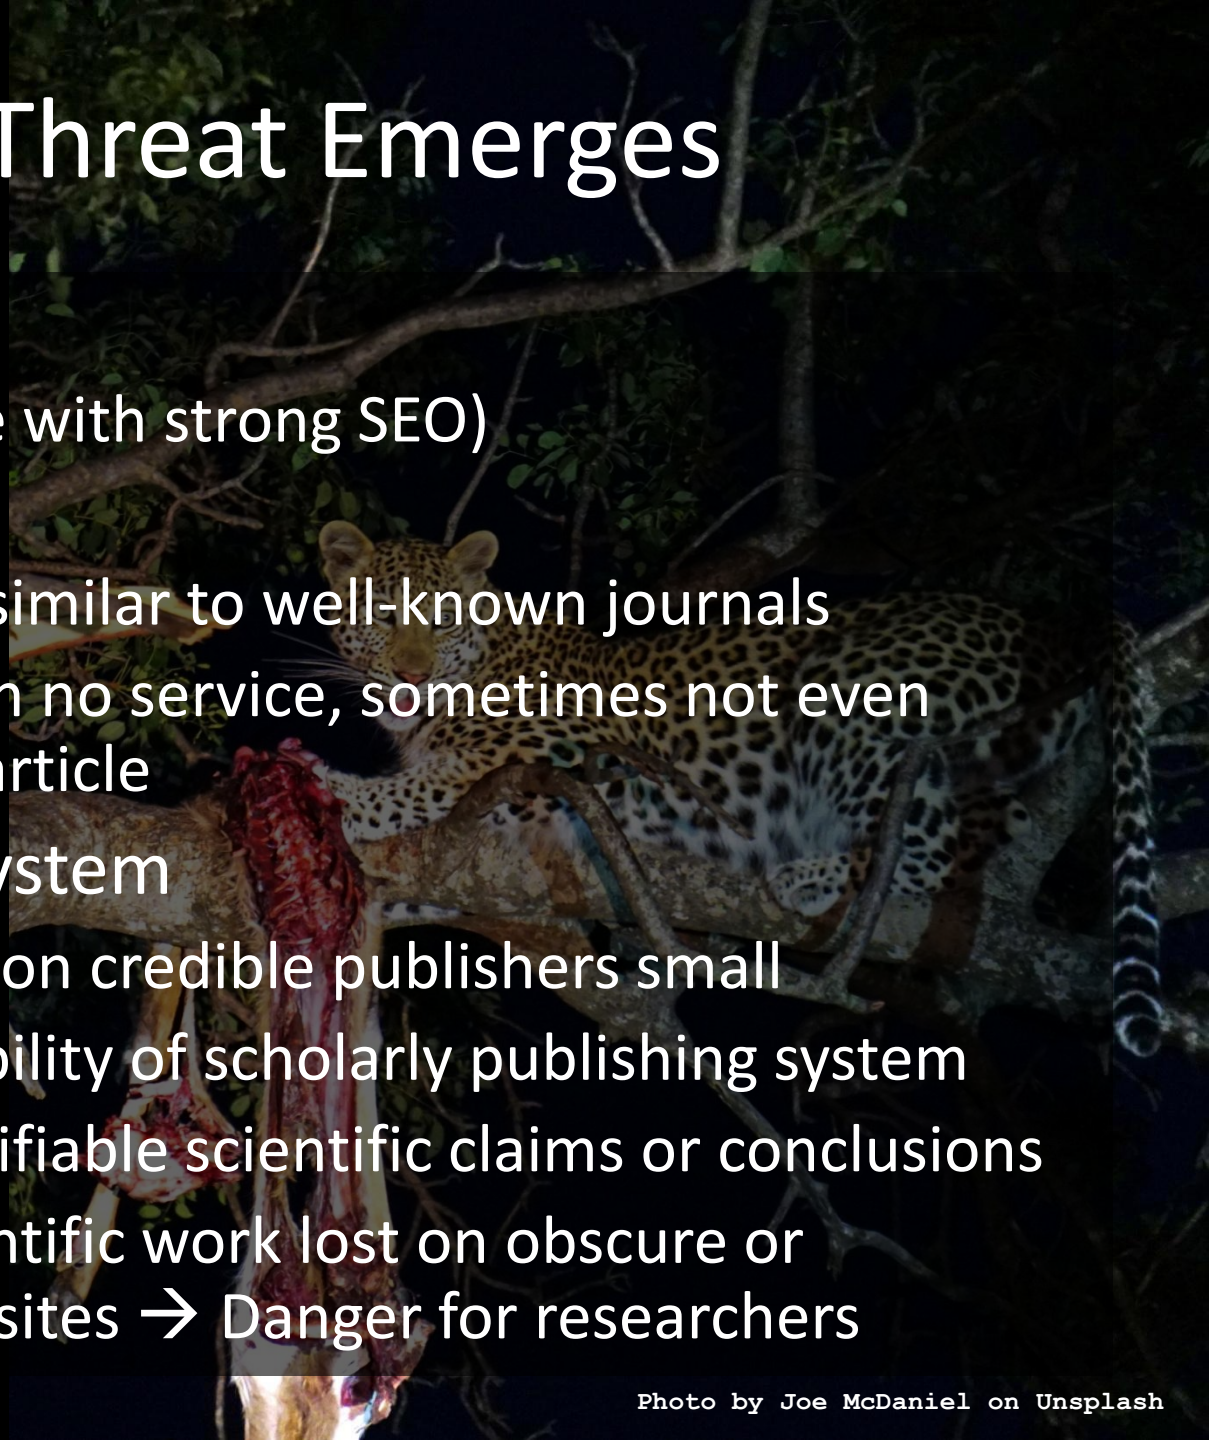 Threat Emerges
with strong SEO)
similar to well-known journals
no service, sometimes not even
article
ystem
on credible publishers small
bility of scholarly publishing system
ifiable scientific claims or conclusions
ntific work lost on obscure or
sites → Danger for researchers
Photo by Joe McDaniel on Unsplash